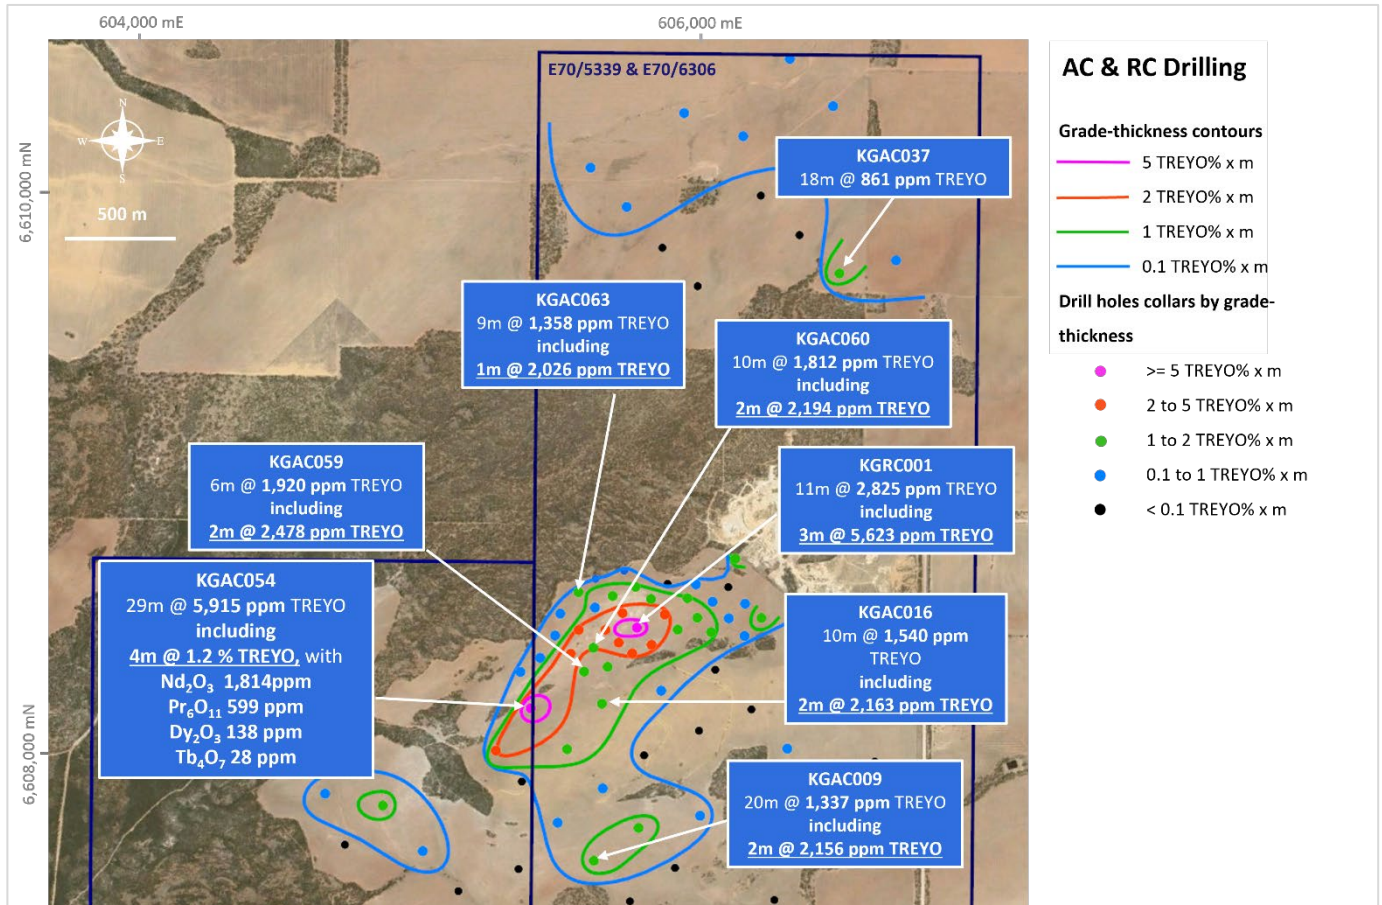 604,000 mE
606,000 mE
6,610,000 mN
6,608,000 mN
N
W
E
S
500 m
E70/5339 & E70/6306
KGAC037
18m @ 861 ppm TREYO
KGAC063
9m @ 1,358 ppm TREYO
including
1m @ 2,026 ppm TREYO
KGAC060
10m @ 1,812 ppm TREYO
including
2m @ 2,194 ppm TREYO
KGAC059
6m @ 1,920 ppm TREYO
including
2m @ 2,478 ppm TREYO
KGRC001
11m @ 2,825 ppm TREYO
including
3m @ 5,623 ppm TREYO
KGAC054
29m @ 5,915 ppm TREYO
including
4m @ 1.2 % TREYO, with
Nd₂O₃ 1,814ppm
Pr₆O₁₁ 599 ppm
Dy₂O₃ 138 ppm
Tb₄O₇ 28 ppm
KGAC016
10m @ 1,540 ppm
TREYO
including
2m @ 2,163 ppm TREYO
KGAC009
20m @ 1,337 ppm TREYO
including
2m @ 2,156 ppm TREYO
AC & RC Drilling
Grade-thickness contours
5 TREYO% x m
2 TREYO% x m
1 TREYO% x m
0.1 TREYO% x m
Drill holes collars by grade-
thickness
>= 5 TREYO% x m
2 to 5 TREYO% x m
1 to 2 TREYO% x m
0.1 to 1 TREYO% x m
< 0.1 TREYO% x m